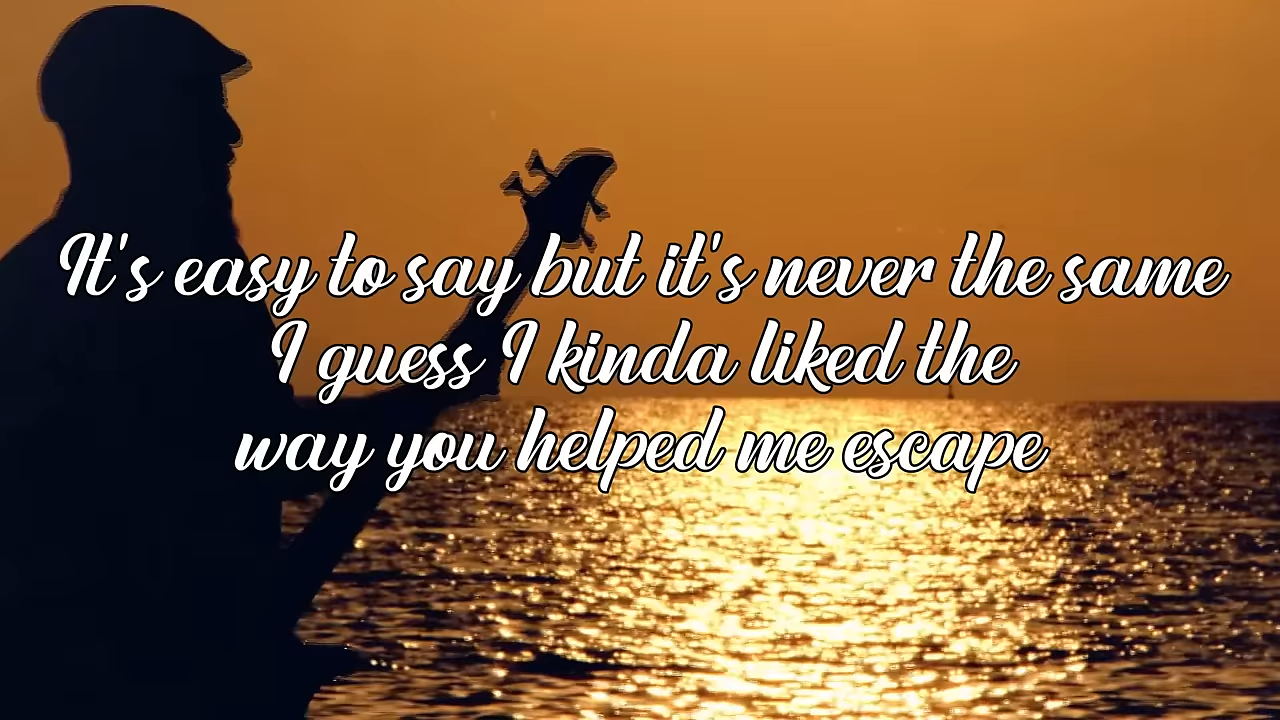 It's easy to say but it's never the same
I guess I kinda liked the
way you helped me escape